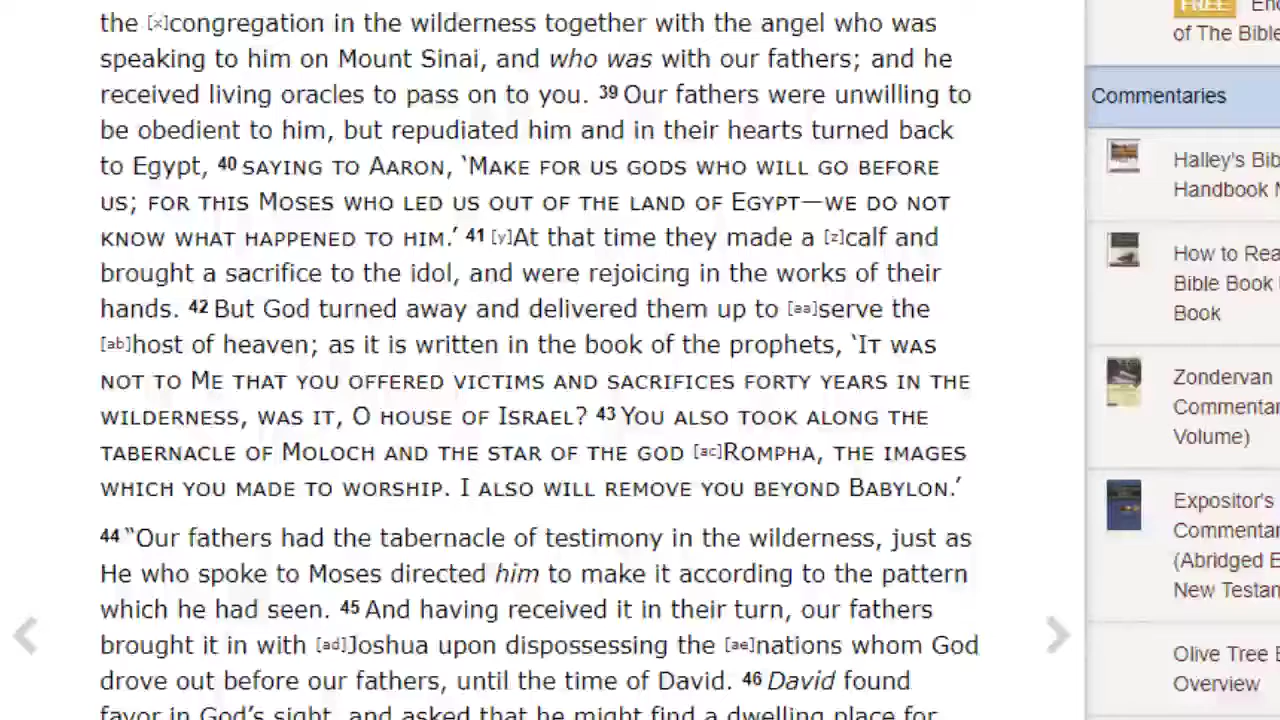 the [x]congregation in the wilderness together with the angel who was
speaking to him on Mount Sinai, and who was with our fathers; and he
received living oracles to pass on to you. 39 Our fathers were unwilling to
be obedient to him, but repudiated him and in their hearts turned back
to Egypt, 40 SAYING TO AARON, ‘MAKE FOR US GODS WHO WILL GO BEFORE
US; FOR THIS MOSES WHO LED US OUT OF THE LAND OF EGYPT—WE DO NOT
KNOW WHAT HAPPENED TO HIM.’ 41 [y]At that time they made a [z]calf and
brought a sacrifice to the idol, and were rejoicing in the works of their
hands. 42 But God turned away and delivered them up to [aa]serve the
[ab]host of heaven; as it is written in the book of the prophets, ‘IT WAS
NOT TO ME THAT YOU OFFERED VICTIMS AND SACRIFICES FORTY YEARS IN THE
WILDERNESS, WAS IT, O HOUSE OF ISRAEL? 43 YOU ALSO TOOK ALONG THE
TABERNACLE OF MOLOCH AND THE STAR OF THE GOD [ac]ROMPHA, THE IMAGES
WHICH YOU MADE TO WORSHIP. I ALSO WILL REMOVE YOU BEYOND BABYLON.’
44 “Our fathers had the tabernacle of testimony in the wilderness, just as
He who spoke to Moses directed him to make it according to the pattern
which he had seen. 45 And having received it in their turn, our fathers
brought it in with [ad]Joshua upon dispossessing the [ae]nations whom God
drove out before our fathers, until the time of David. 46 David found
favor in God’s sight, and asked that he might find a dwelling place for
FREE
of The Bible
Commentaries
Halley's Bib
Handbook
How to Rea
Bible Book
Book
Zondervan
Commentar
Volume)
Expositor's
Commentar
(Abridged E
New Testan
Olive Tree
Overview